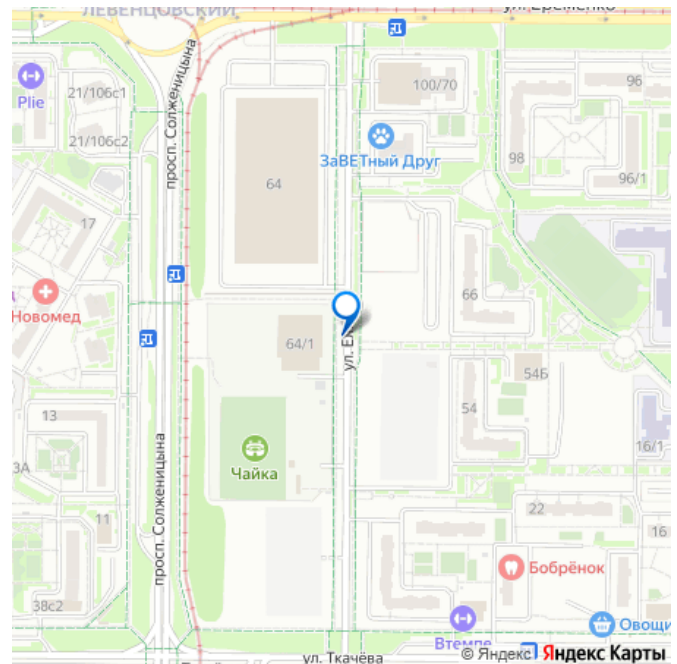 ЛЕВЕНЦОВСКИЙ
ул. Ерёменко
Plie
21/106с1
100/70
96
просп. Солженицына
21/106с2
ЗаВЕТный Друг
98
64
96/1
17
66
Новомед
64/1
ул. Е
54Б
13
54
3А
Чайка
16/1
просп. Солженицына
22
11
16
Бобрёнок
38с2
Втемпе
Овощи
ул. Ткачёва
© Яндекс Яндекс Карты